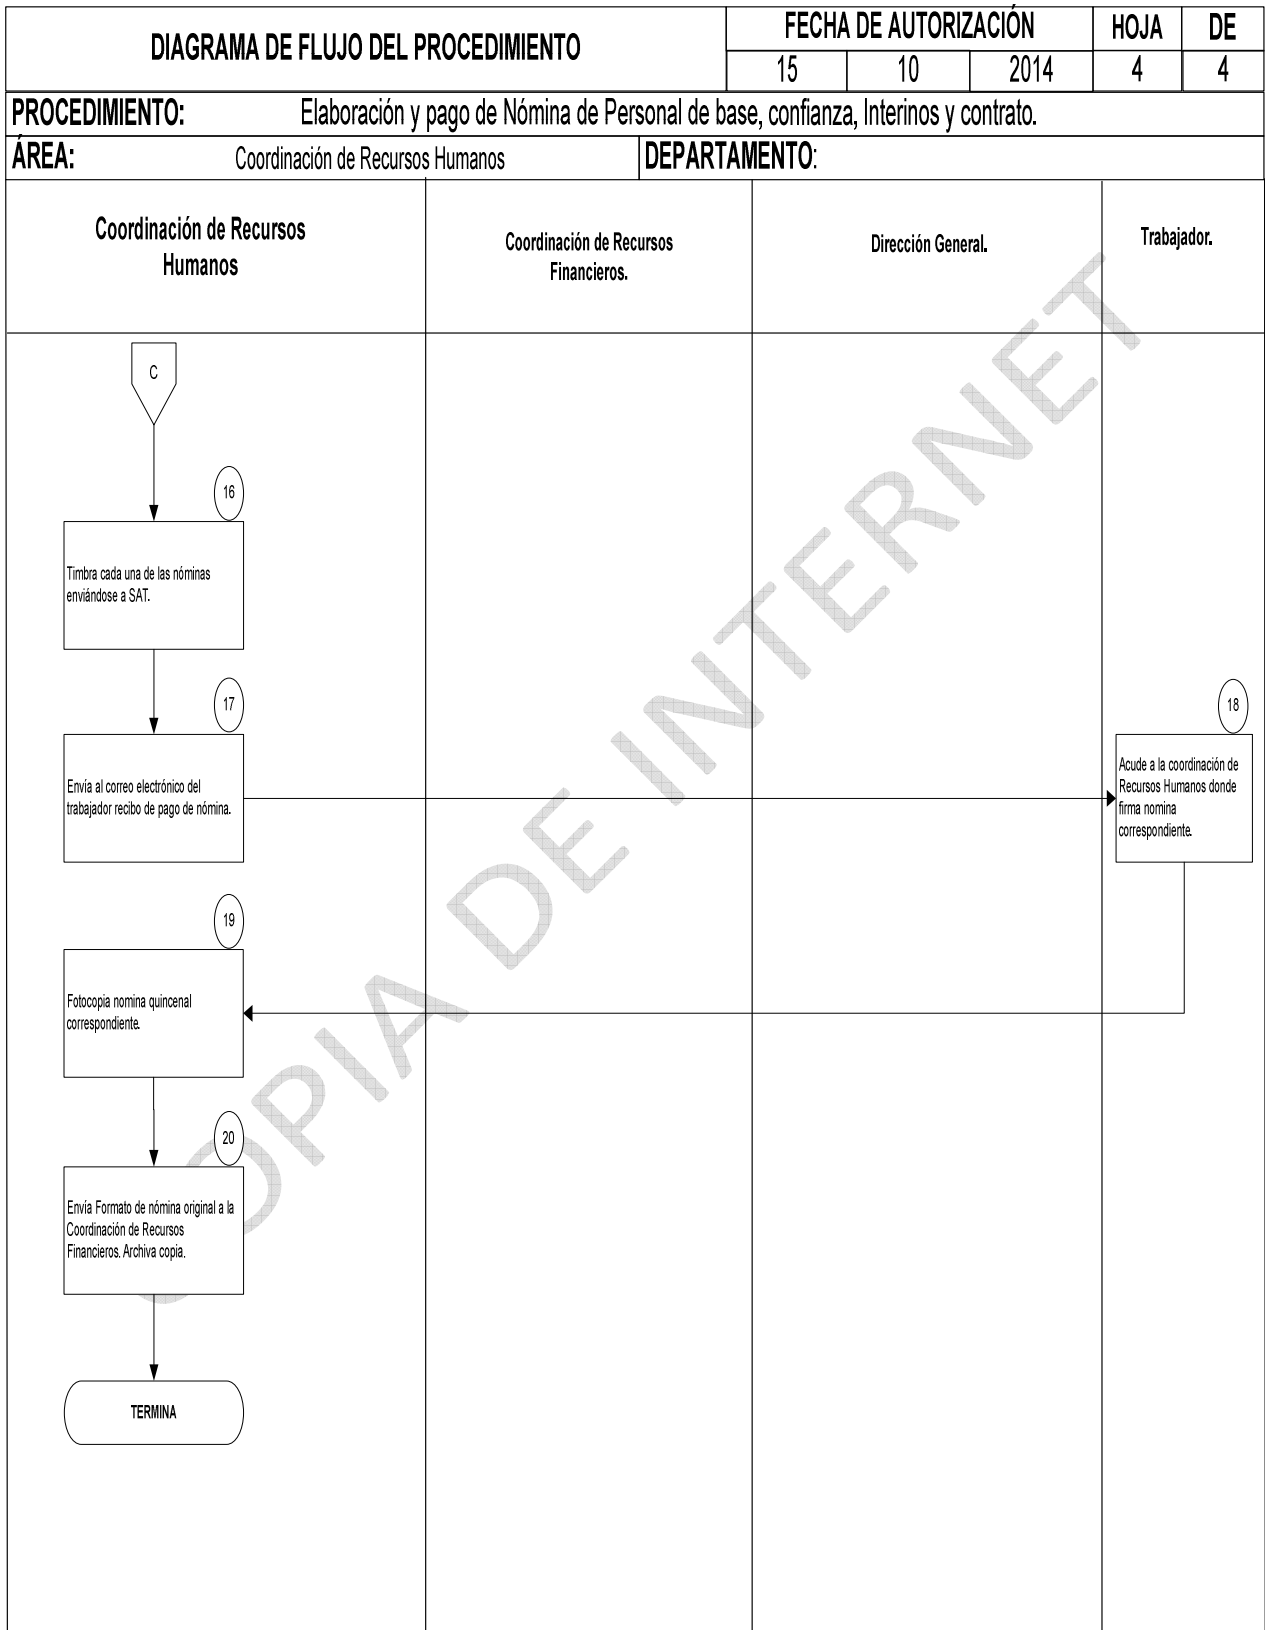 DIAGRAMA DE FLUJO DEL PROCEDIMIENTO
FECHA DE AUTORIZACIÓN
HOJA
DE
15
10
2014
4
4
PROCEDIMIENTO: Elaboración y pago de Nómina de Personal de base, confianza, Interinos y contrato.
ÁREA: Coordinación de Recursos Humanos
DEPARTAMENTO:
Coordinación de Recursos
Humanos
Coordinación de Recursos
Financieros.
Dirección General.
Trabajador.
C
16
Timbra cada una de las nóminas
enviándose a SAT.
17
Envía al correo electrónico del
trabajador recibo de pago de nómina.
18
Acude a la coordinación de
Recursos Humanos donde
firma nomina
correspondiente.
19
Fotocopia nomina quincenal
correspondiente.
20
Envía Formato de nómina original a la
Coordinación de Recursos
Financieros. Archiva copia.
TERMINA
COPIA DE INTERNET